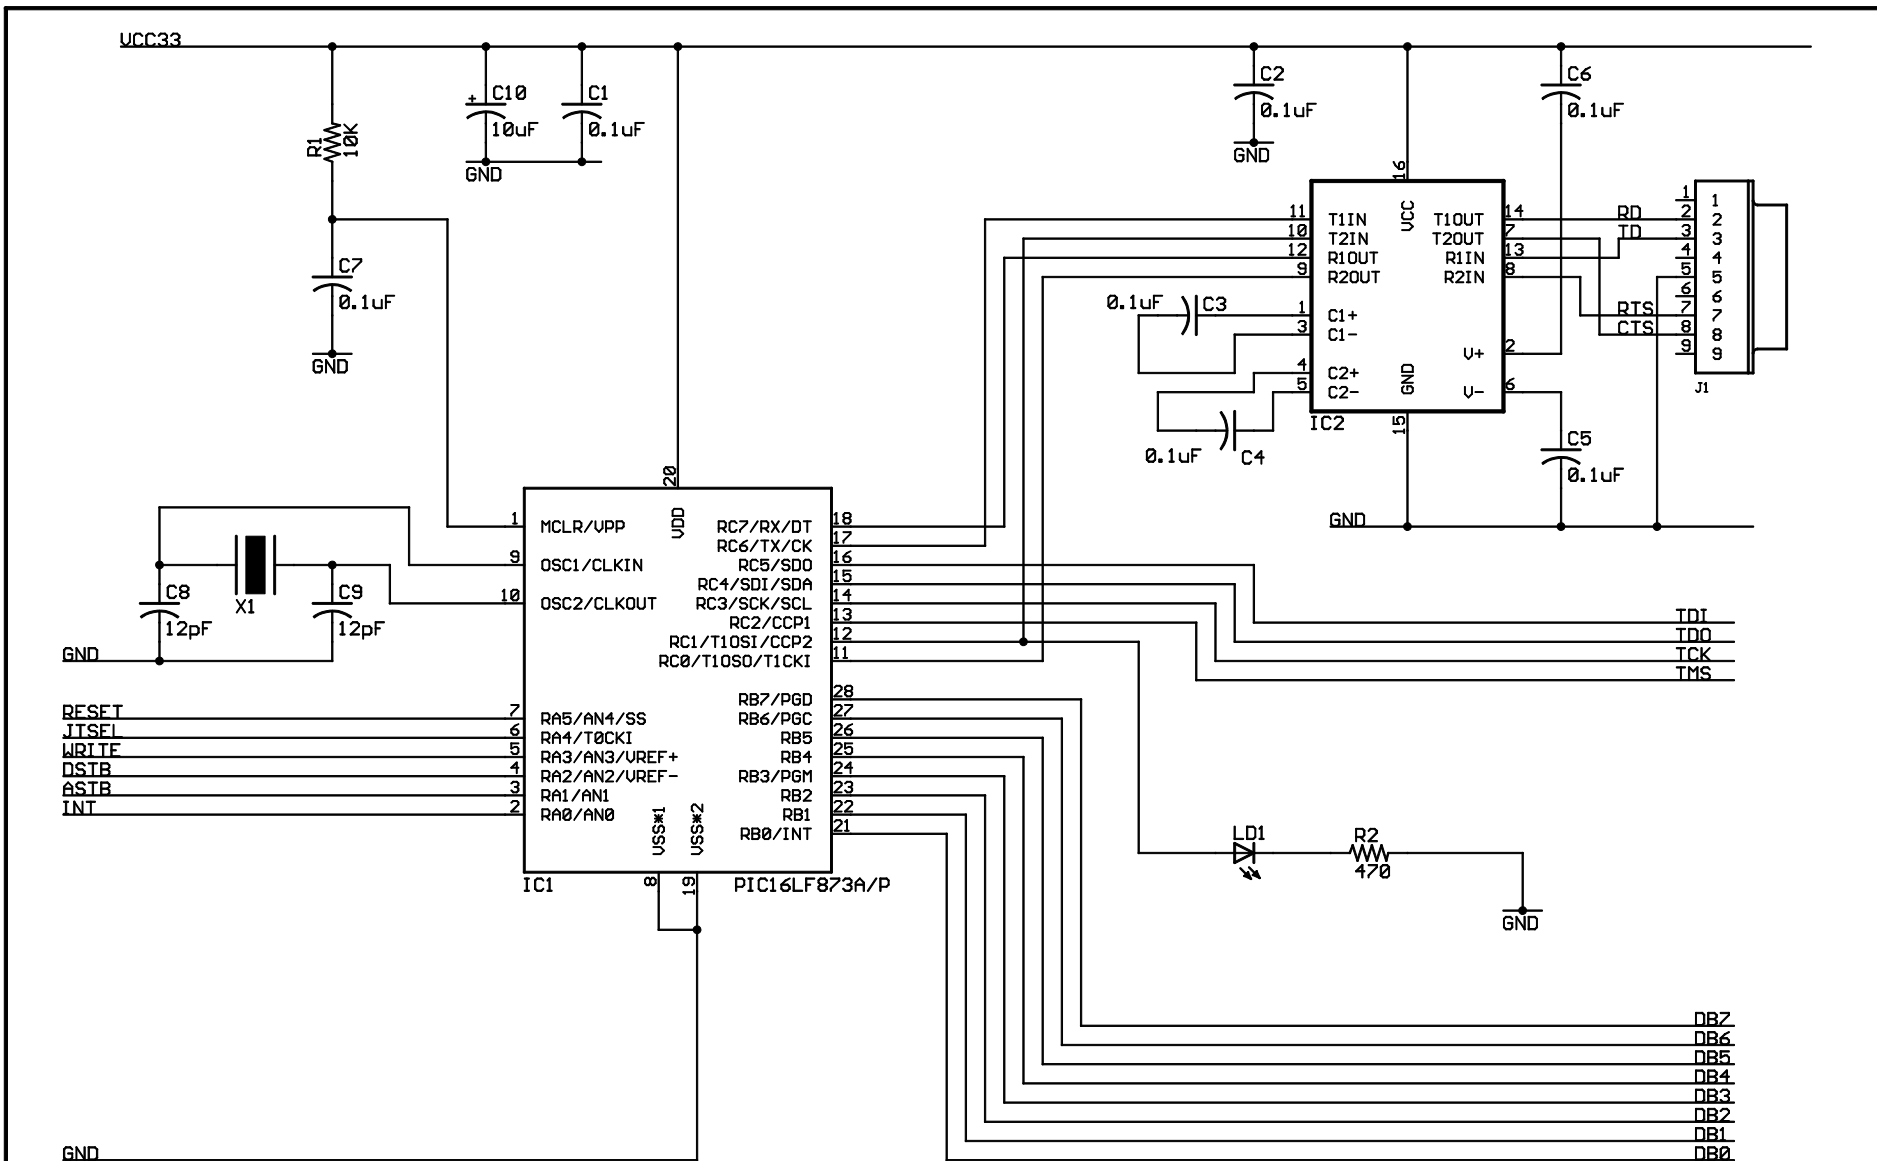 VCC33
R1
10K
+
C10
10uF
C1
0.1uF
GND
C2
0.1uF
GND
C6
0.1uF
C7
0.1uF
GND
16
VCC
11 T1IN
10 T2IN
12 R1OUT
9 R2OUT
1 C1+
3 C1-
4 C2+
5 C2-
T1OUT 14
T2OUT 7
R1IN 13
R2IN 8
V+ 2
V- 6
GND
15
IC2
0.1uF C3
0.1uF C4
C5
0.1uF
GND
RD
TD
RTS
CTS
1 1
2 2
3 3
4 4
5 5
6 6
7 7
8 8
9 9
J1
20
VDD
1 MCLR/VPP
9 OSC1/CLKIN
10 OSC2/CLKOUT
7 RA5/AN4/SS
6 RA4/T0CKI
5 RA3/AN3/VREF+
4 RA2/AN2/VREF-
3 RA1/AN1
2 RA0/AN0
RC7/RX/DT 18
RC6/TX/CK 17
RC5/SDO 16
RC4/SDI/SDA 15
RC3/SCK/SCL 14
RC2/CCP1 13
RC1/T1OSI/CCP2 12
RC0/T1OSO/T1CKI 11
RB7/PGD 28
RB6/PGC 27
RB5 26
RB4 25
RB3/PGM 24
RB2 23
RB1 22
RB0/INT 21
VSS*1
VSS*2
8
19
IC1
PIC16LF873A/P
C8
12pF
X1
C9
12pF
GND
RESET
JTSEL
WRITE
DSTB
ASTB
INT
TDI
TDO
TCK
TMS
LD1
R2
470
GND
DB7
DB6
DB5
DB4
DB3
DB2
DB1
DB0
GND